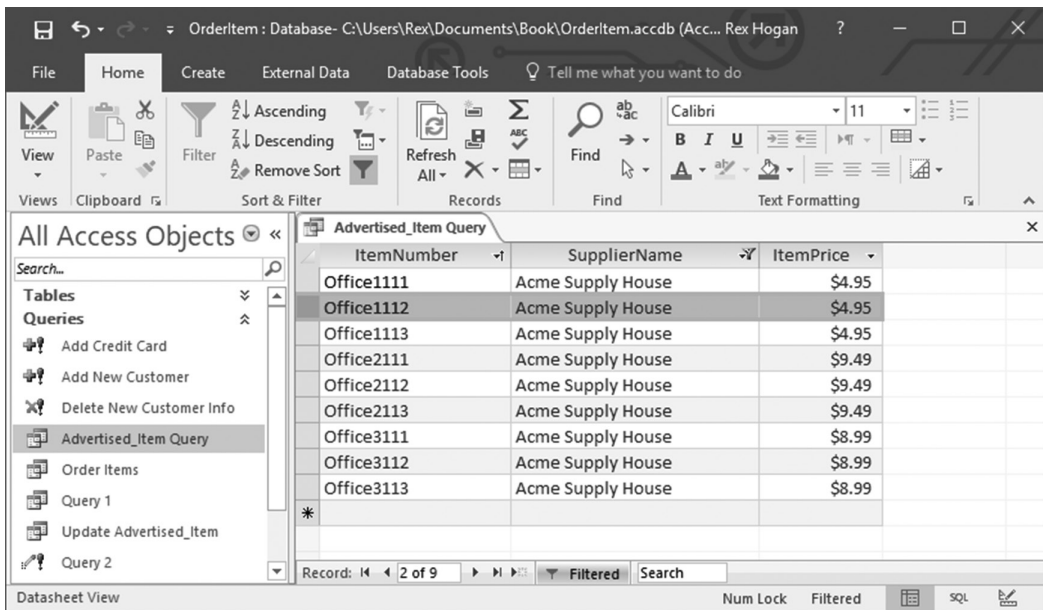 OrderItem : Database- C:\Users\Rex\Documents\Book\OrderItem.accdb (Acc... Rex Hogan ?
File Home Create External Data Database Tools Tell me what you want to do
View
Paste
Filter
Ascending
Descending
Remove Sort
Refresh
All
ABC
Find
ab
ac
Calibri 11
B I U
A ab A
Views Clipboard Sort & Filter Records Find Text Formatting
All Access Objects «
Search...
Tables
Queries
Add Credit Card
Add New Customer
Delete New Customer Info
Advertised_Item Query
Order Items
Query 1
Update Advertised_Item
Query 2
Advertised_Item Query
ItemNumber SupplierName ItemPrice
Office1111 Acme Supply House $4.95
Office1112 Acme Supply House $4.95
Office1113 Acme Supply House $4.95
Office2111 Acme Supply House $9.49
Office2112 Acme Supply House $9.49
Office2113 Acme Supply House $9.49
Office3111 Acme Supply House $8.99
Office3112 Acme Supply House $8.99
Office3113 Acme Supply House $8.99
Record: 2 of 9 Filtered Search
Datasheet View Num Lock Filtered SQL